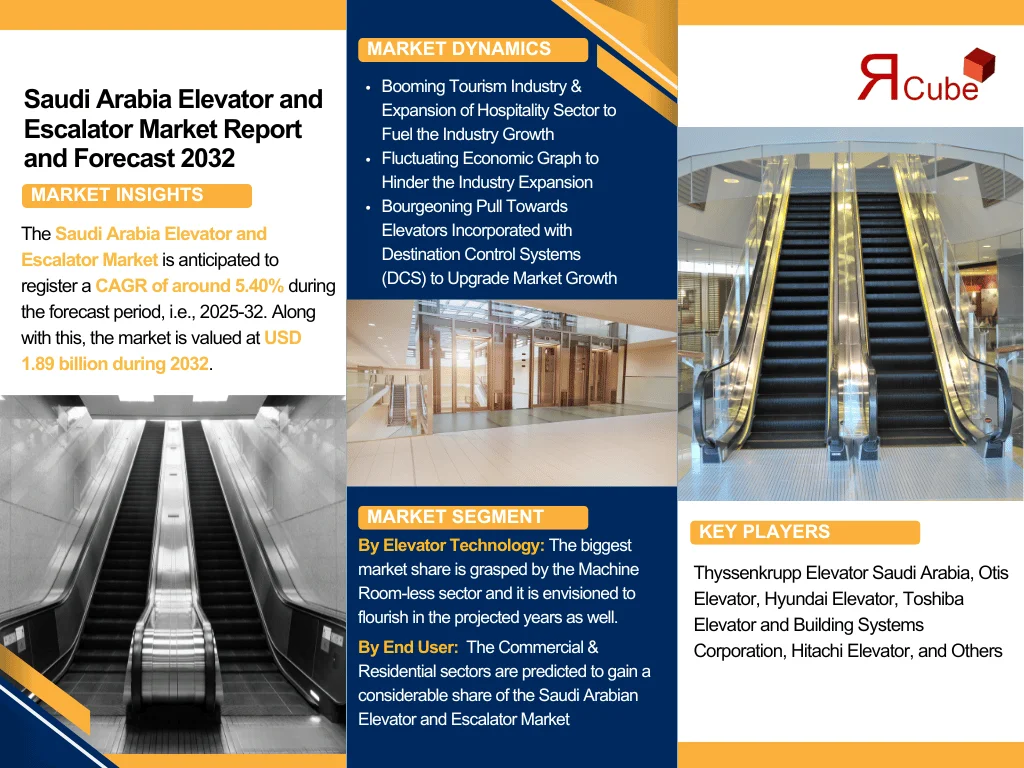 Saudi Arabia Elevator and
Escalator Market Report
and Forecast 2032
MARKET INSIGHTS
The Saudi Arabia Elevator and
Escalator Market is anticipated to
register a CAGR of around 5.40% during
the forecast period, i.e., 2025-32. Along
with this, the market is valued at USD
1.89 billion during 2032.
MARKET DYNAMICS
• Booming Tourism Industry &
Expansion of Hospitality Sector to
Fuel the Industry Growth
• Fluctuating Economic Graph to
Hinder the Industry Expansion
• Bourgeoning Pull Towards
Elevators Incorporated with
Destination Control Systems
(DCS) to Upgrade Market Growth
MARKET SEGMENT
By Elevator Technology: The biggest
market share is grasped by the Machine
Room-less sector and it is envisioned to
flourish in the projected years as well.
By End User: The Commercial &
Residential sectors are predicted to gain a
considerable share of the Saudi Arabian
Elevator and Escalator Market
ЯCube
KEY PLAYERS
Thyssenkrupp Elevator Saudi Arabia, Otis
Elevator, Hyundai Elevator, Toshiba
Elevator and Building Systems
Corporation, Hitachi Elevator, and Others